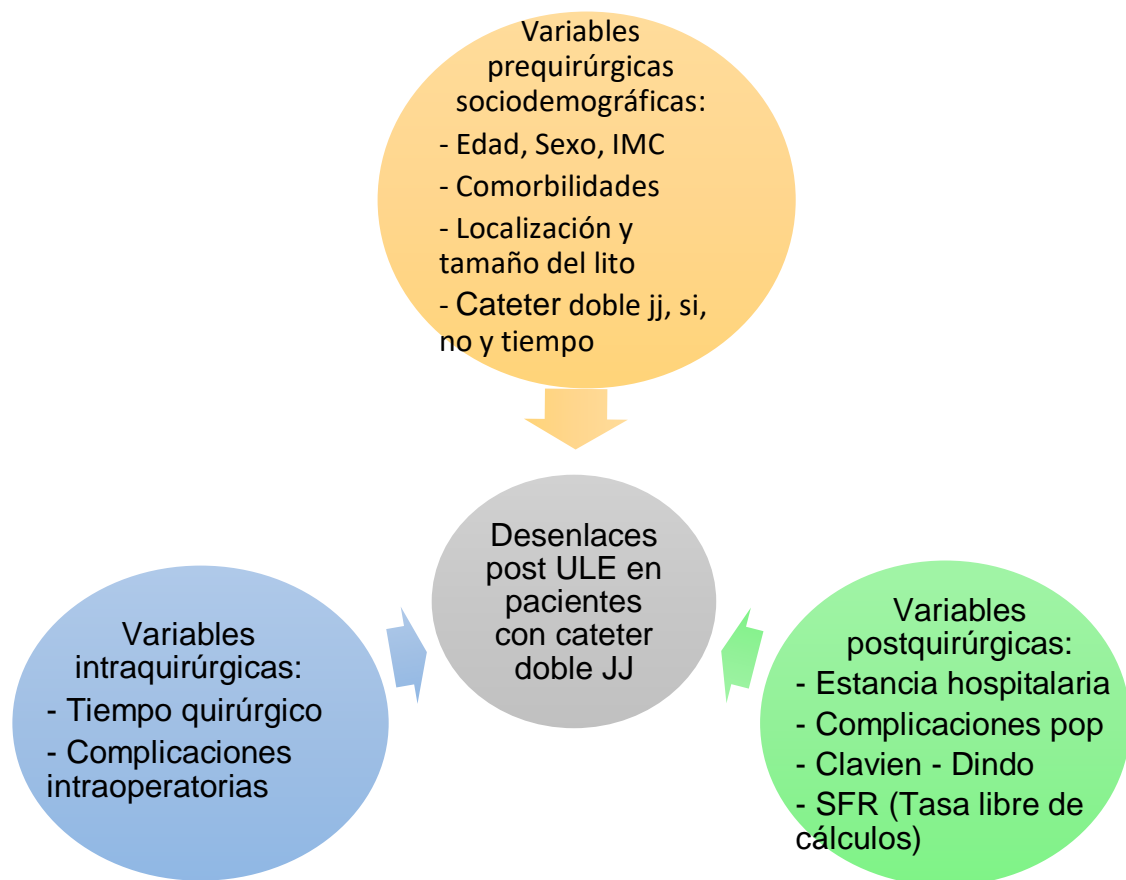 Variables
prequirúrgicas
sociodemográficas:
- Edad, Sexo, IMC
- Comorbilidades
- Localización y
tamaño del lito
- Cateter doble jj, si,
no y tiempo
Desenlaces
post ULE en
pacientes
con cateter
doble JJ
Variables
intraquirúrgicas:
- Tiempo quirúrgico
- Complicaciones
intraoperatorias
Variables
postquirúrgicas:
- Estancia hospitalaria
- Complicaciones pop
- Clavien - Dindo
- SFR (Tasa libre de
cálculos)